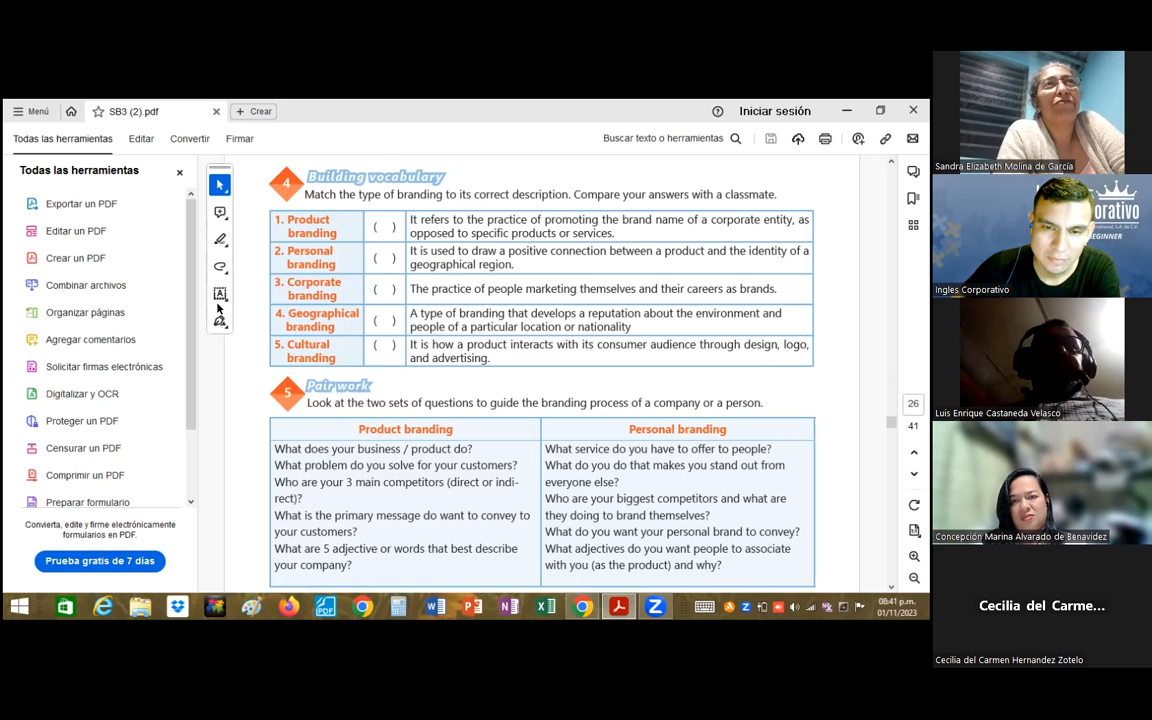 Menú
SB3 (2).pdf
Crear
Iniciar sesión
Todas las herramientas
Editar
Convertir
Firmar
Buscar texto o herramientas
Todas las herramientas
Exportar un PDF
Editar un PDF
Crear un PDF
Combinar archivos
Organizar páginas
Agregar comentarios
Solicitar firmas electrónicas
Digitalizar y OCR
Proteger un PDF
Censurar un PDF
Comprimir un PDF
Preparar formulario
Convierta, edite y firme electrónicamente
formularios en PDF.
Prueba gratis de 7 días
4 Building vocabulary
Match the type of branding to its correct description. Compare your answers with a classmate.
1. Product
branding
( )
It refers to the practice of promoting the brand name of a corporate entity, as
opposed to specific products or services.
2. Personal
branding
( )
It is used to draw a positive connection between a product and the identity of a
geographical region.
3. Corporate
branding
( )
The practice of people marketing themselves and their careers as brands.
4. Geographical
branding
( )
A type of branding that develops a reputation about the environment and
people of a particular location or nationality
5. Cultural
branding
( )
It is how a product interacts with its consumer audience through design, logo,
and advertising.
5 Pair work
Look at the two sets of questions to guide the branding process of a company or a person.
Product branding
What does your business / product do?
What problem do you solve for your customers?
Who are your 3 main competitors (direct or indi-
rect)?
What is the primary message do want to convey to
your customers?
What are 5 adjective or words that best describe
your company?
Personal branding
What service do you have to offer to people?
What do you do that makes you stand out from
everyone else?
Who are your biggest competitors and what are
they doing to brand themselves?
What do you want your personal brand to convey?
What adjectives do you want people to associate
with you (as the product) and why?
26
41
08:41 p.m.
01/11/2023
Sandra Elizabeth Molina de García
orativo
EGINNER
Ingles Corporativo
Luis Enrique Castaneda Velasco
Concepción Marina Alvarado de Benavidez
Cecilia del Carme...
Cecilia del Carmen Hernandez Zotelo